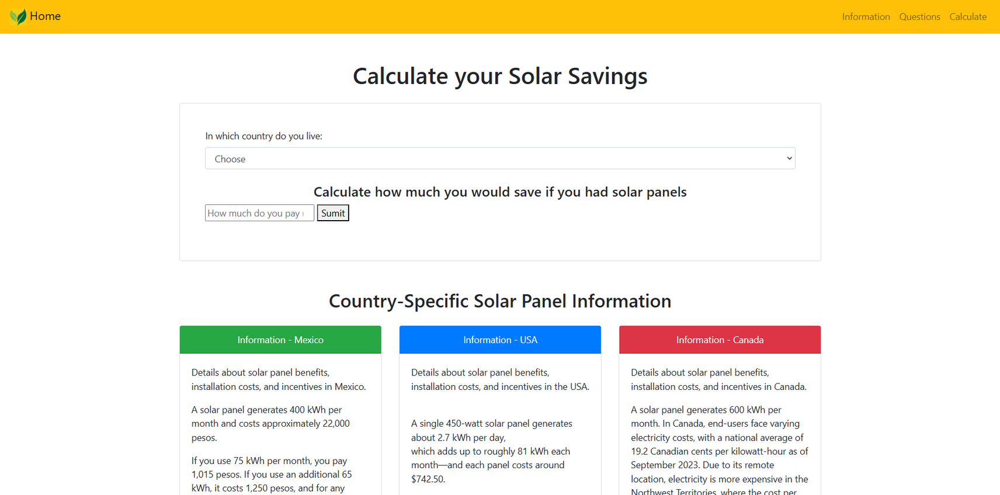 Home
Information Questions Calculate
Calculate your Solar Savings
In which country do you live:
Choose
Calculate how much you would save if you had solar panels
How much do you pay
Sumit
Country-Specific Solar Panel Information
Information - Mexico
Details about solar panel benefits,
installation costs, and incentives in Mexico.
A solar panel generates 400 kWh per
month and costs approximately 22,000
pesos.
If you use 75 kWh per month, you pay
1,015 pesos. If you use an additional 65
kWh, it costs 1,250 pesos, and for any
Information - USA
Details about solar panel benefits,
installation costs, and incentives in the USA.
A single 450-watt solar panel generates
about 2.7 kWh per day,
which adds up to roughly 81 kWh each
month—and each panel costs around
$742.50.
Information - Canada
Details about solar panel benefits,
installation costs, and incentives in Canada.
A solar panel generates 600 kWh per
month. In Canada, end-users face varying
electricity costs, with a national average of
19.2 Canadian cents per kilowatt-hour as of
September 2023. Due to its remote
location, electricity is more expensive in the
Northwest Territories, where the cost per